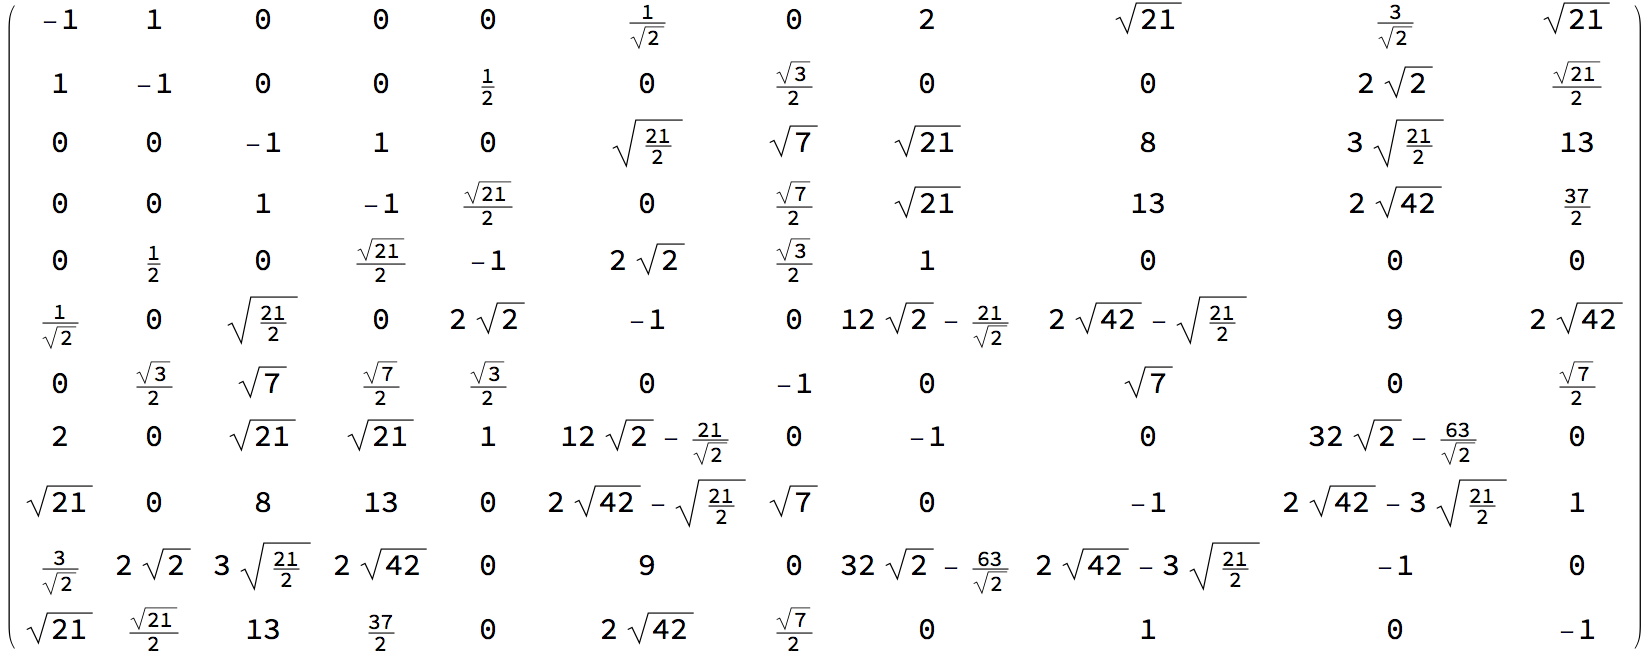 -1 1 0 0 0 1/√2 0 2 √21 3/√2 √21
1 -1 0 0 1/2 0 √3/2 0 0 2 √2 √21/2
0 0 -1 1 0 √(21/2) √7 √21 8 3 √(21/2) 13
0 0 1 -1 √21/2 0 √7/2 √21 13 2 √42 37/2
0 1/2 0 √21/2 -1 2 √2 √3/2 1 0 0 0
1/√2 0 √(21/2) 0 2 √2 -1 0 12 √2 - 21/√2 2 √42 - √(21/2) 9 2 √42
0 √3/2 √7 √7/2 √3/2 0 -1 0 √7 0 √7/2
2 0 √21 √21 1 12 √2 - 21/√2 0 -1 0 32 √2 - 63/√2 0
√21 0 8 13 0 2 √42 - √(21/2) √7 0 -1 2 √42 - 3 √(21/2) 1
3/√2 2 √2 3 √(21/2) 2 √42 0 9 0 32 √2 - 63/√2 2 √42 - 3 √(21/2) -1 0
√21 √21/2 13 37/2 0 2 √42 √7/2 0 1 0 -1